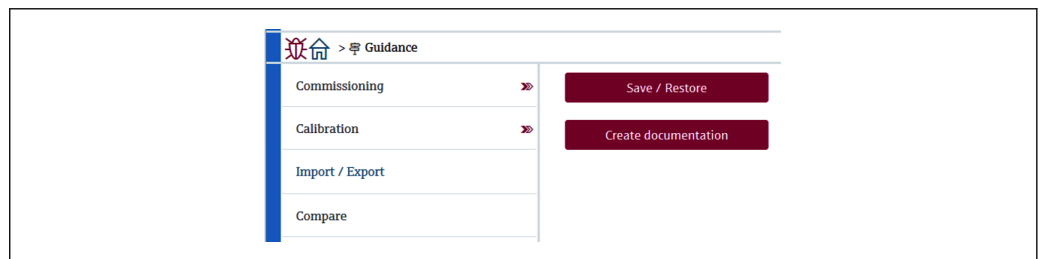 > Guidance
Commissioning
Calibration
Import / Export
Compare
Save / Restore
Create documentation